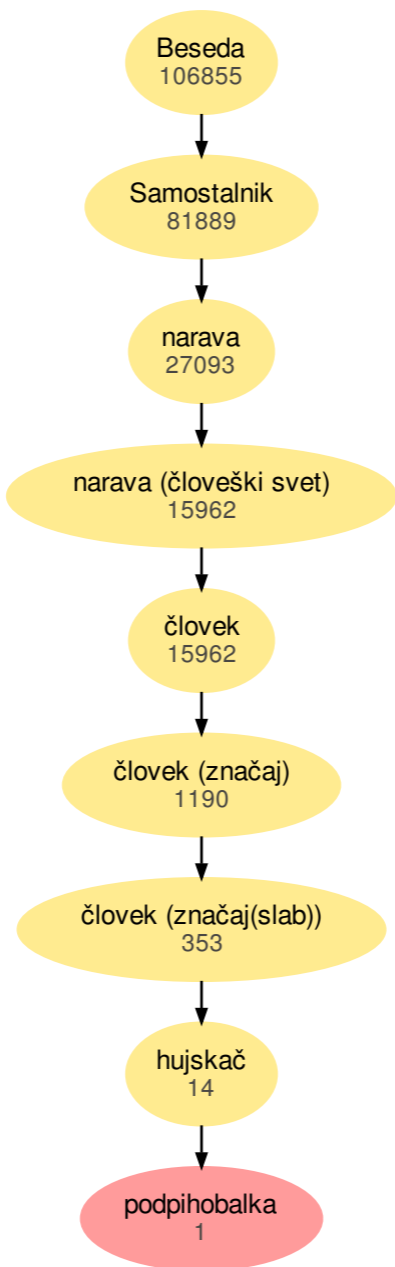 Beseda
106855
Samostalnik
81889
narava
27093
narava (človeški svet)
15962
človek
15962
človek (značaj)
1190
človek (značaj(slab))
353
hujskač
14
podpihobalka
1